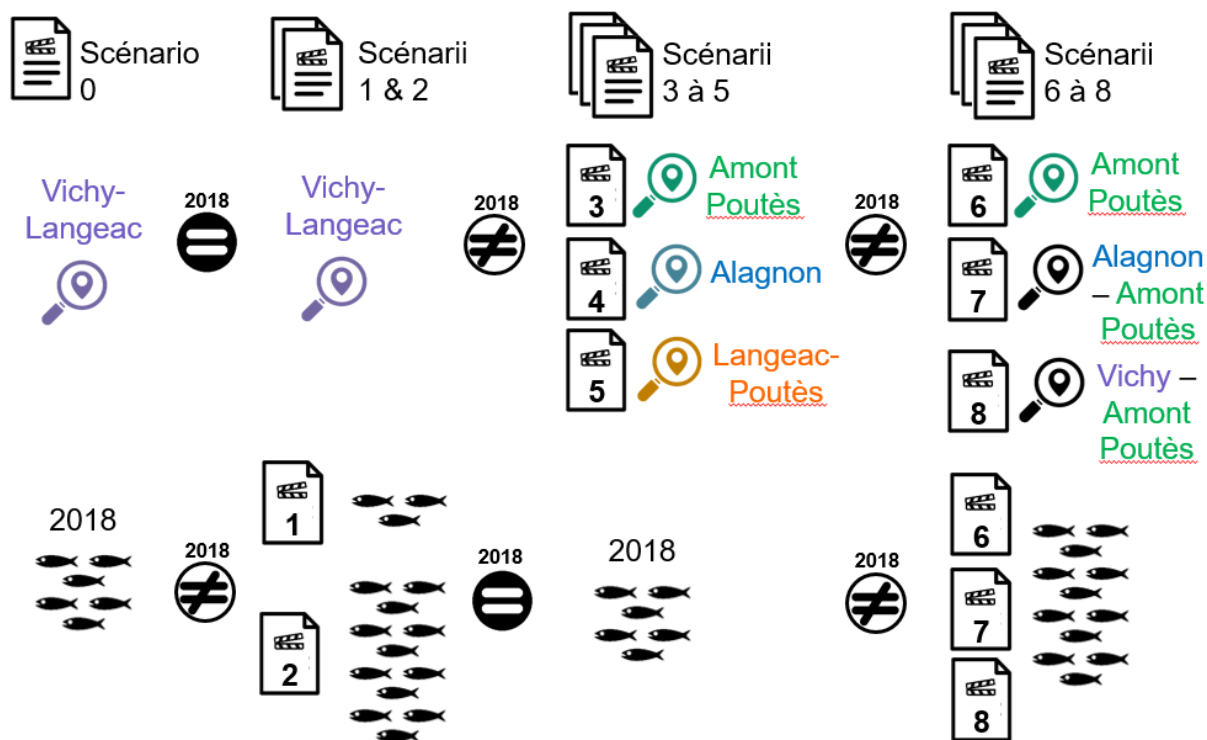 Scénario
0
Scénarii
1 & 2
Scénarii
3 à 5
Scénarii
6 à 8
Vichy-
Langeac
2018
Vichy-
Langeac
2018
3
Amont
Poutès
4
Alagnon
5
Langeac-
Poutès
2018
6
Amont
Poutès
7
Alagnon
– Amont
Poutès
8
Vichy –
Amont
Poutès
2018
2018
1
2
2018
2018
2018
6
7
8